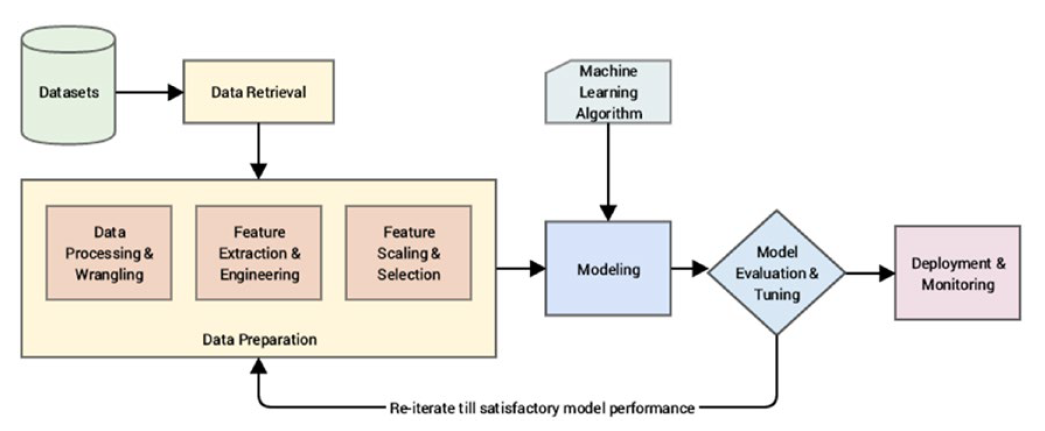 Datasets
Data Retrieval
Machine
Learning
Algorithm
Data
Processing &
Wrangling
Feature
Extraction &
Engineering
Feature
Scaling &
Selection
Data Preparation
Modeling
Model
Evaluation &
Tuning
Deployment &
Monitoring
Re-iterate till satisfactory model performance